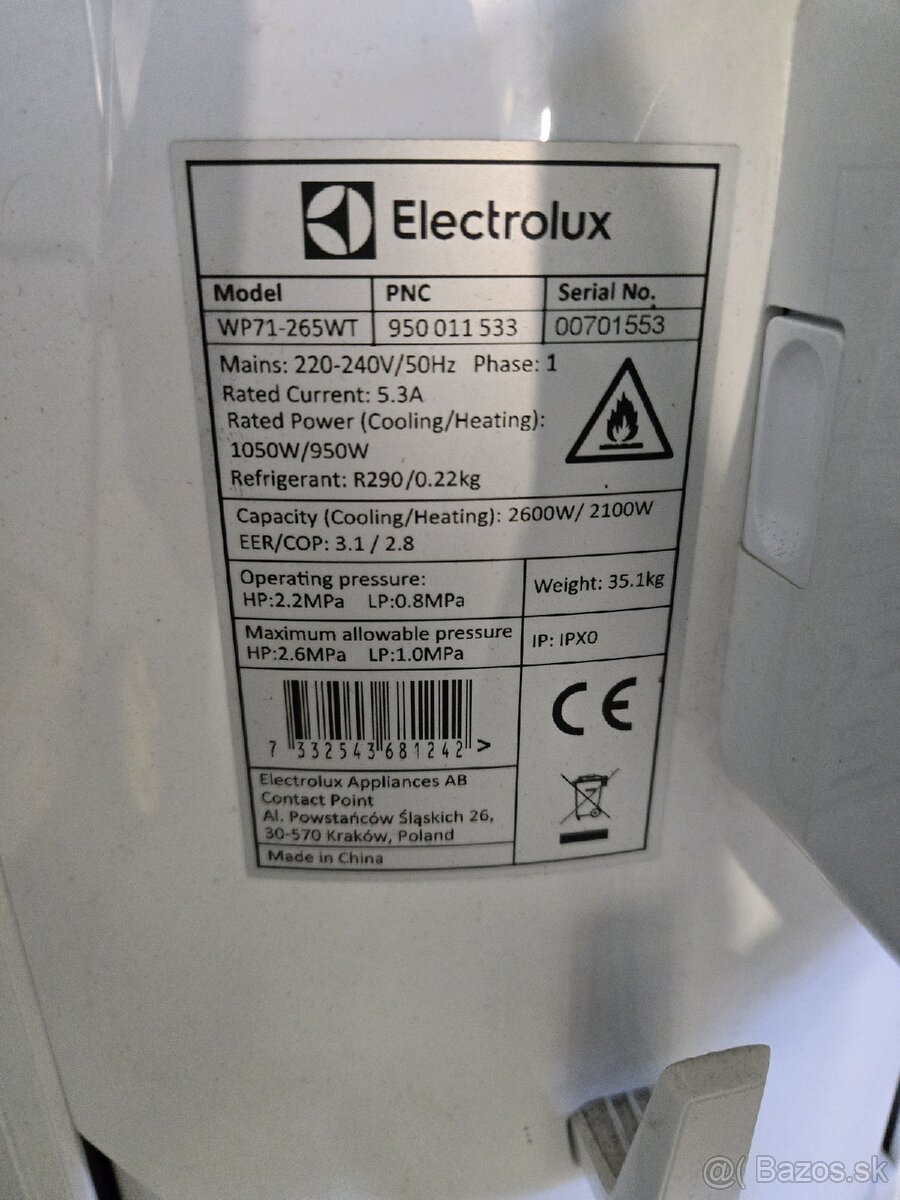 Electrolux
Model PNC Serial No.
WP71-265WT 950 011 533 00701553
Mains: 220-240V/50Hz Phase: 1
Rated Current: 5.3A
Rated Power (Cooling/Heating):
1050W/950W
Refrigerant: R290/0.22kg
Capacity (Cooling/Heating): 2600W/ 2100W
EER/COP: 3.1 / 2.8
Operating pressure:
HP:2.2MPa LP:0.8MPa
Weight: 35.1kg
Maximum allowable pressure
HP:2.6MPa LP:1.0MPa
IP: IPX0
7 332543 681242 >
CE
Electrolux Appliances AB
Contact Point
Al. Powstańców Śląskich 26,
30-570 Kraków, Poland
Made in China
@( Bazos.sk